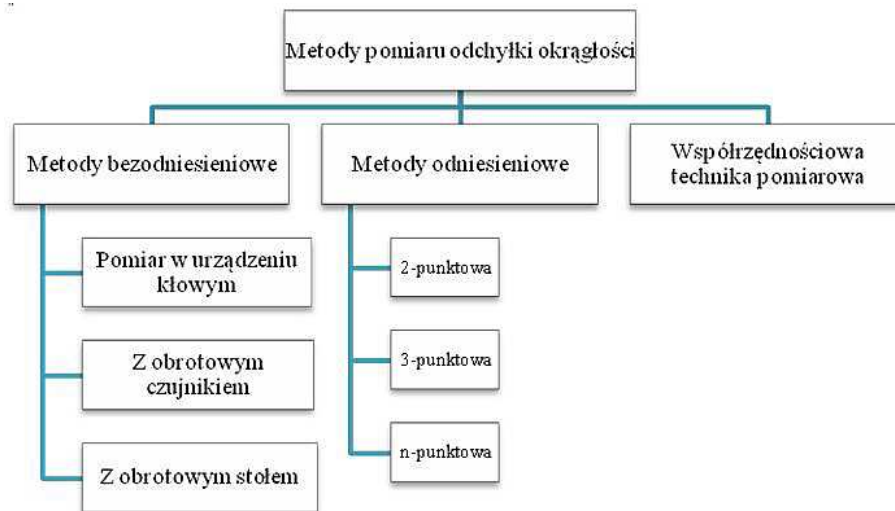 Metody pomiaru odchyłki okrągłości
Metody bezodniesieniowe
Metody odniesieniowe
Współrzędnościowa
technika pomiarowa
Pomiar w urządzeniu
kłowym
Z obrotowym
czujnikiem
Z obrotowym stołem
2-punktowa
3-punktowa
n-punktowa